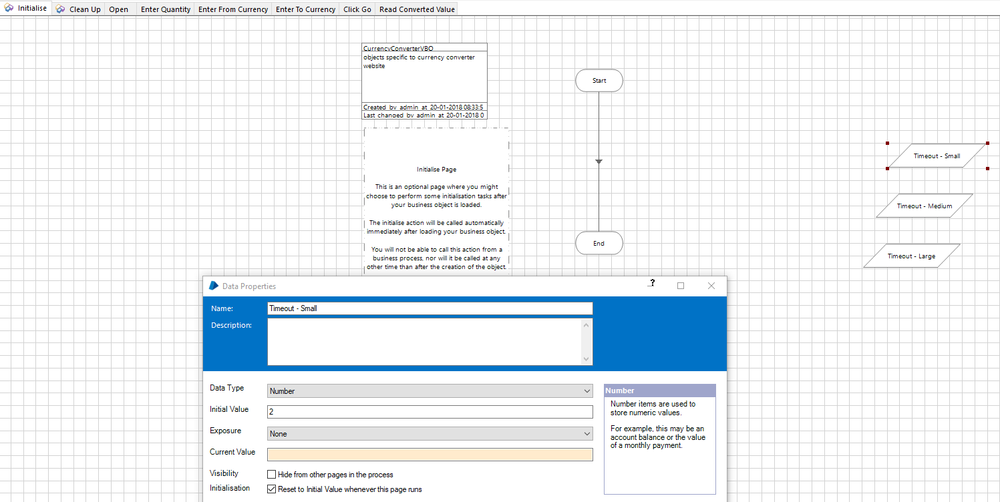 Initialise
Clean Up
Open
Enter Quantity
Enter From Currency
Enter To Currency
Click Go
Read Converted Value
CurrencyConverterVBO
objects specific to currency converter
website
Created by admin at 20-01-2018 08:33:5
Last changed by admin at 20-01-2018 0
Initialise Page
This is an optional page where you might
choose to perform some initialisation tasks after
your business object is loaded.
The initialise action will be called automatically
immediately after loading your business object.
You will not be able to call this action from a
business process, nor will it be called at any
other time than after the creation of the object.
Start
End
Timeout - Small
Timeout - Medium
Timeout - Large
Data Properties
?
Name:
Timeout - Small
Description:
Data Type
Number
Initial Value
2
Exposure
None
Current Value
Visibility
Hide from other pages in the process
Initialisation
Reset to Initial Value whenever this page runs
Number
Number items are used to
store numeric values.
For example, this may be an
account balance or the value
of a monthly payment.